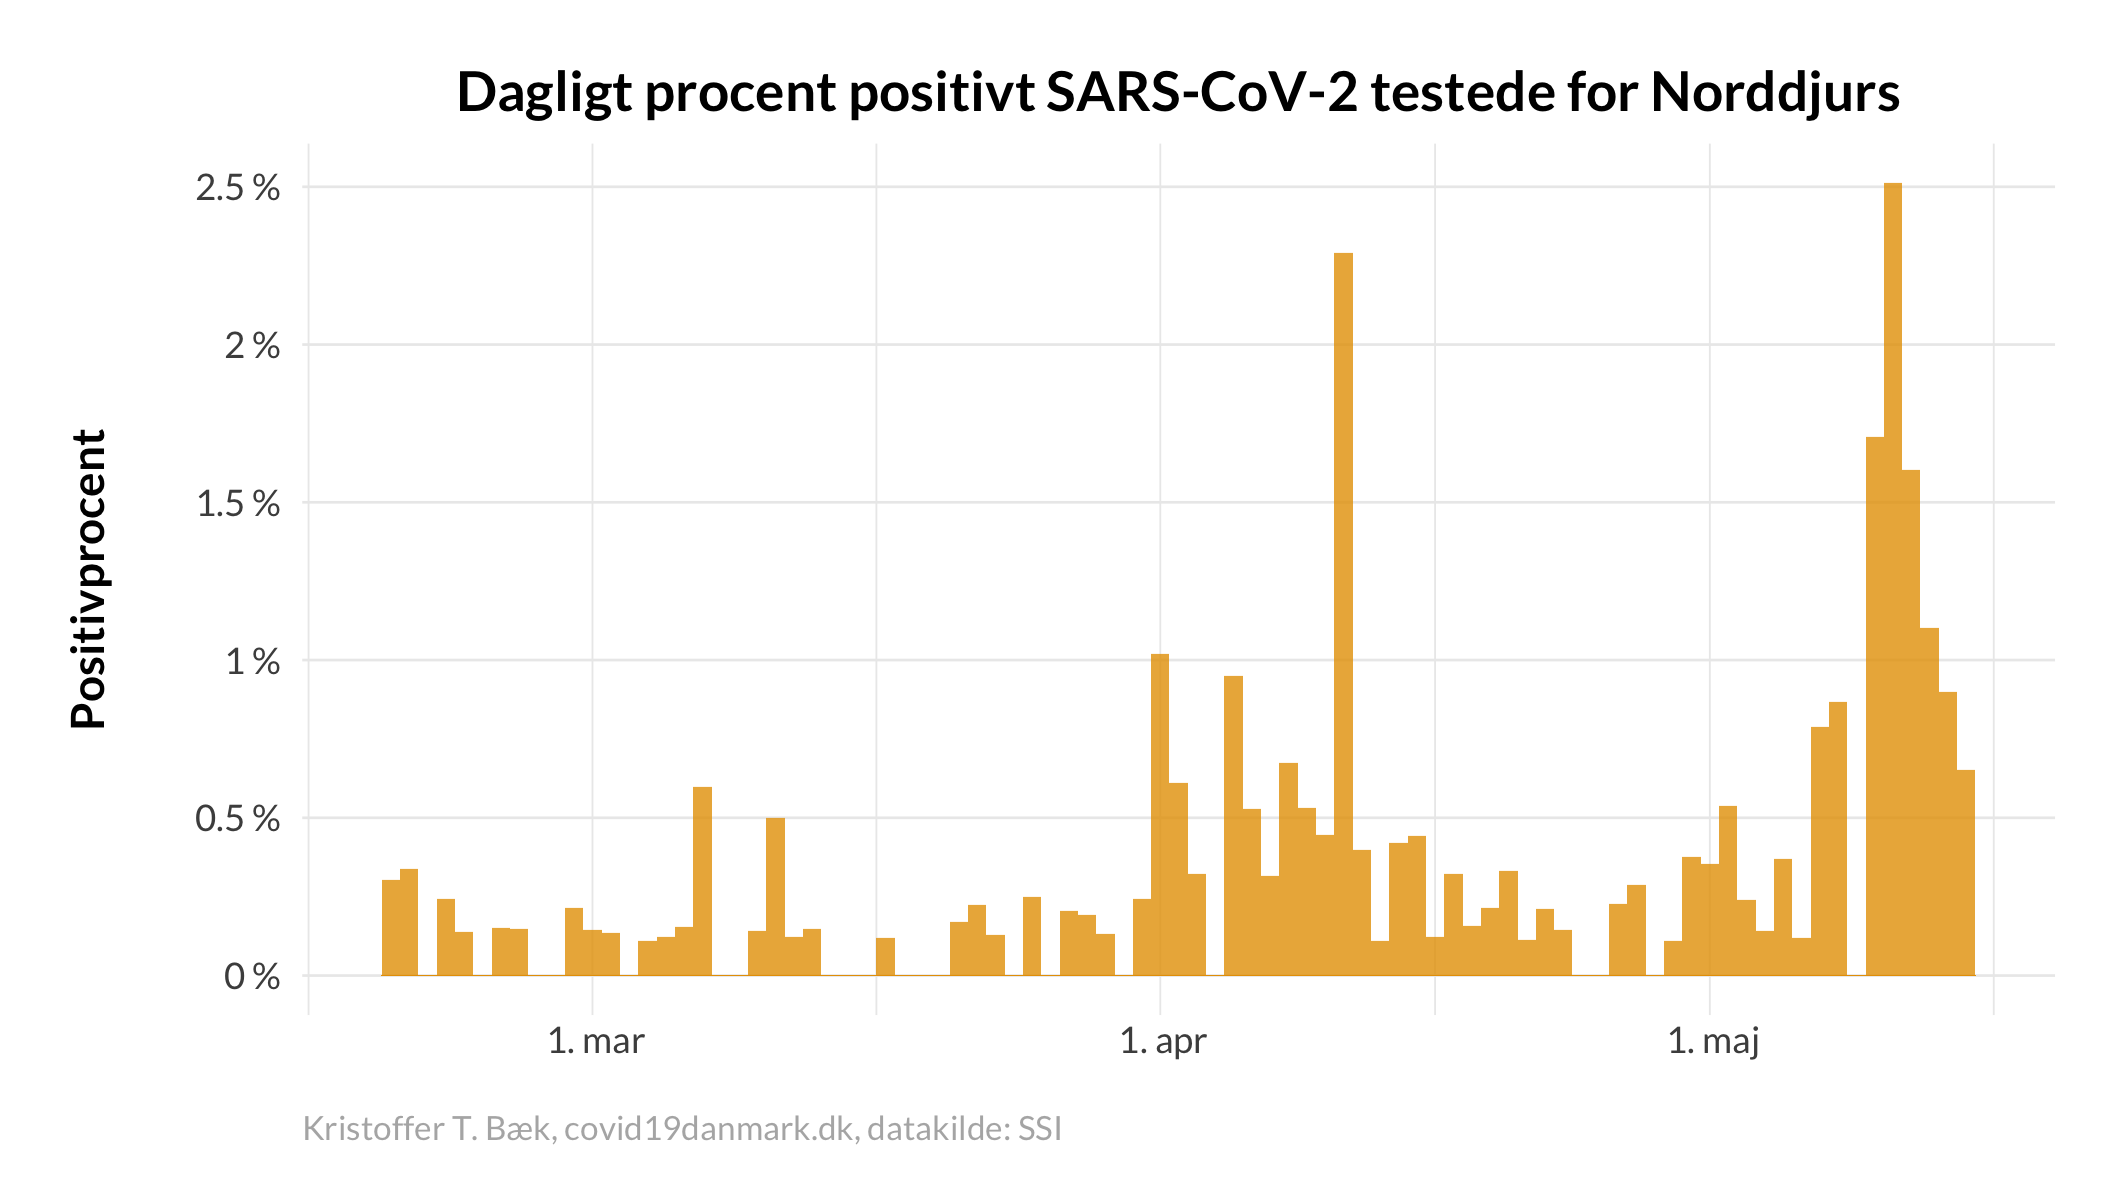 Dagligt procent positivt SARS-CoV-2 testede for Norddjurs
Positivprocent
2.5 %
2 %
1.5 %
1 %
0.5 %
0 %
1. mar
1. apr
1. maj
Kristoffer T. Bæk, covid19danmark.dk, datakilde: SSI